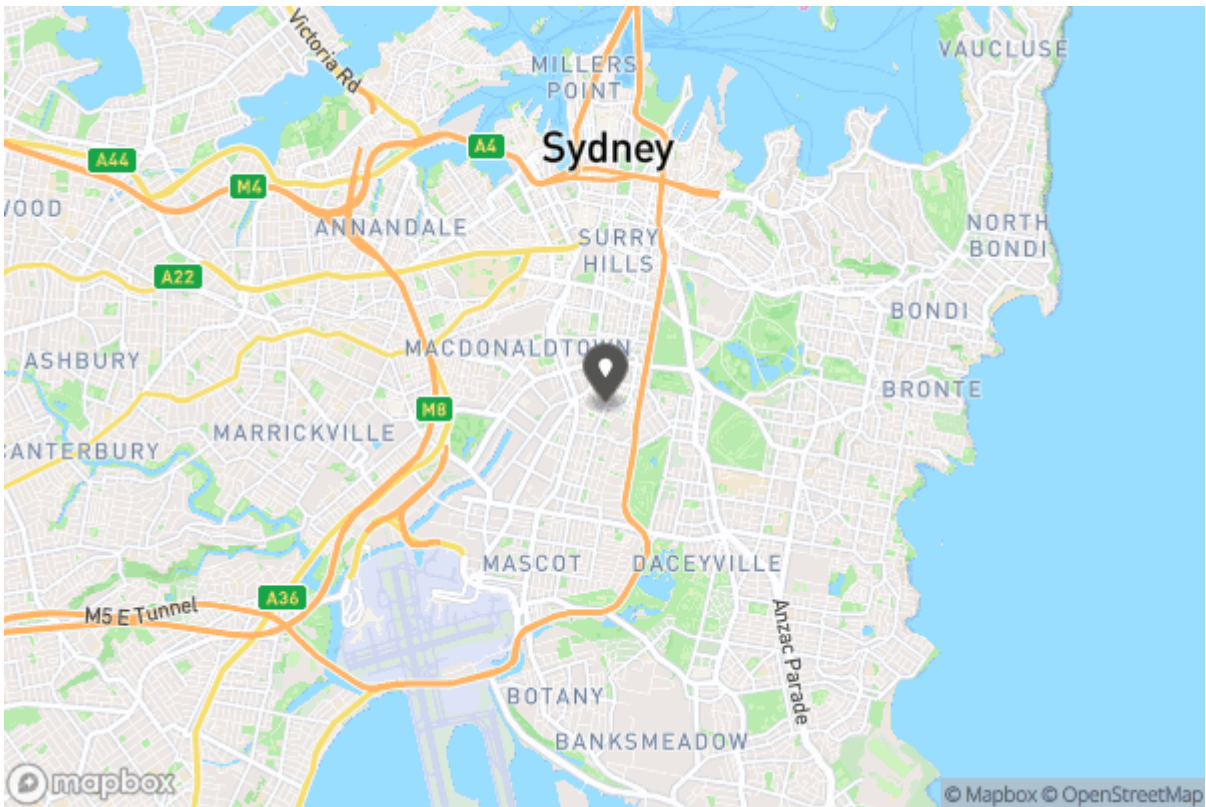 Victoria Rd
VAUCLUSE
MILLERS
POINT
Sydney
A4
A44
M4
WOOD
ANNANDALE
NORTH
BONDI
SURRY
HILLS
A22
BONDI
MACDONALDTOWN
ASHBURY
BRONTE
M8
MARRICKVILLE
CANTERBURY
MASCOT
DACEYVILLE
A36
M5 E Tunnel
Anzac Parade
BOTANY
BANKSMEADOW
mapbox
© Mapbox © OpenStreetMap